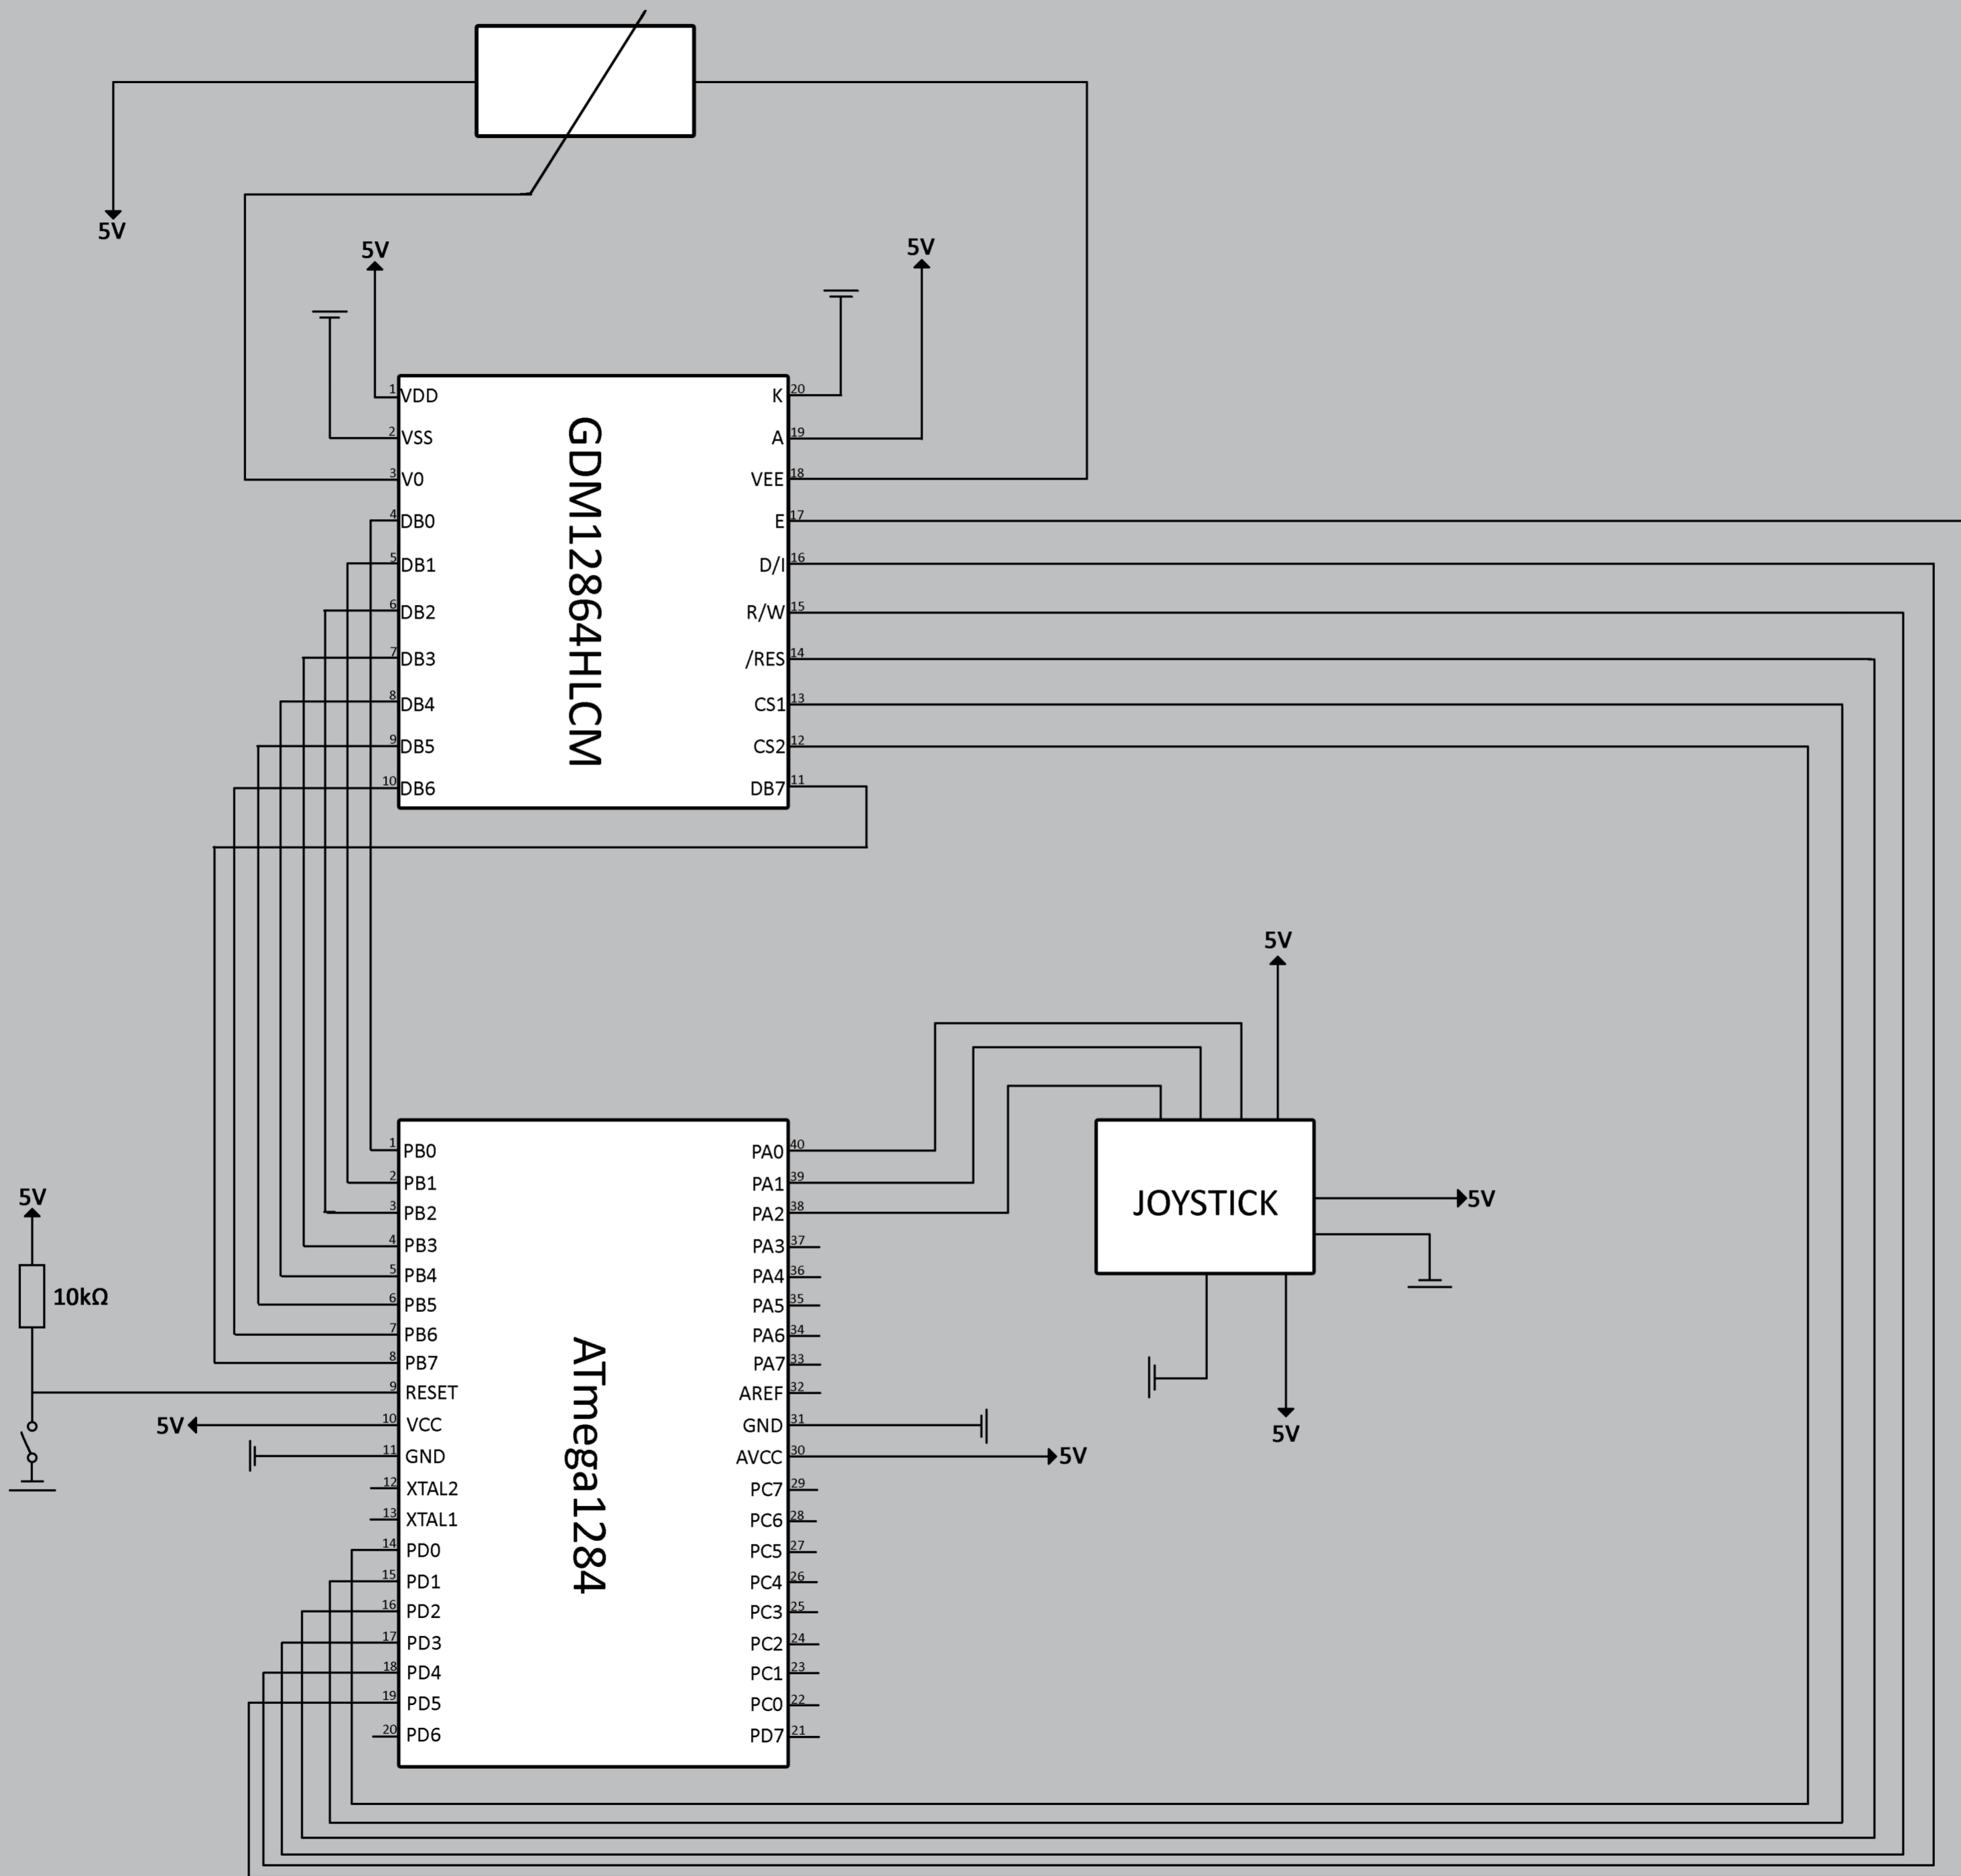 5V
5V
5V
GDM12864HLCM
1 VDD
2 VSS
3 V0
4 DB0
5 DB1
6 DB2
7 DB3
8 DB4
9 DB5
10 DB6
K 20
A 19
VEE 18
E 17
D/I 16
R/W 15
/RES 14
CS1 13
CS2 12
DB7 11
5V
JOYSTICK
5V
5V
5V
10kΩ
5V
5V
ATmega1284
1 PB0
2 PB1
3 PB2
4 PB3
5 PB4
6 PB5
7 PB6
8 PB7
9 RESET
10 VCC
11 GND
12 XTAL2
13 XTAL1
14 PD0
15 PD1
16 PD2
17 PD3
18 PD4
19 PD5
20 PD6
PA0 40
PA1 39
PA2 38
PA3 37
PA4 36
PA5 35
PA6 34
PA7 33
AREF 32
GND 31
AVCC 30
PC7 29
PC6 28
PC5 27
PC4 26
PC3 25
PC2 24
PC1 23
PC0 22
PD7 21